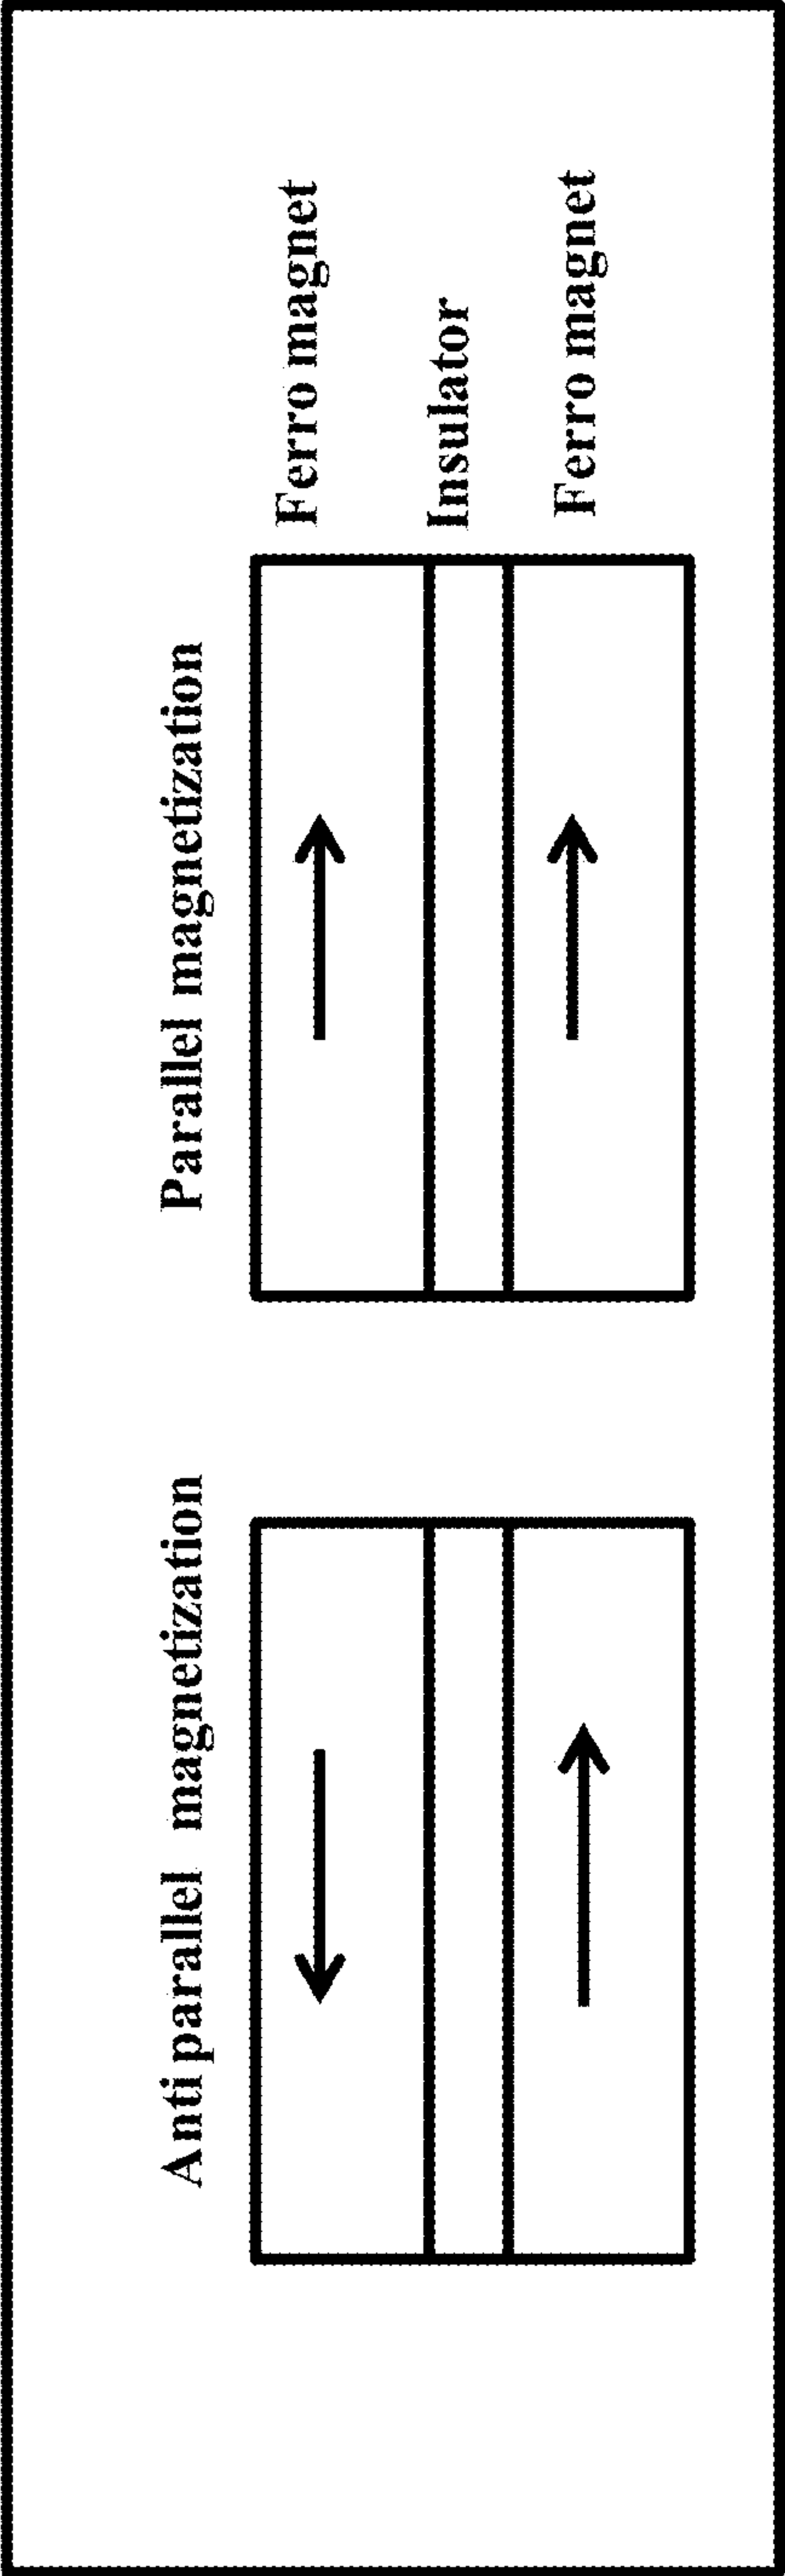 Anti parallel magnetization
Parallel magnetization
Ferro magnet
Insulator
Ferro magnet